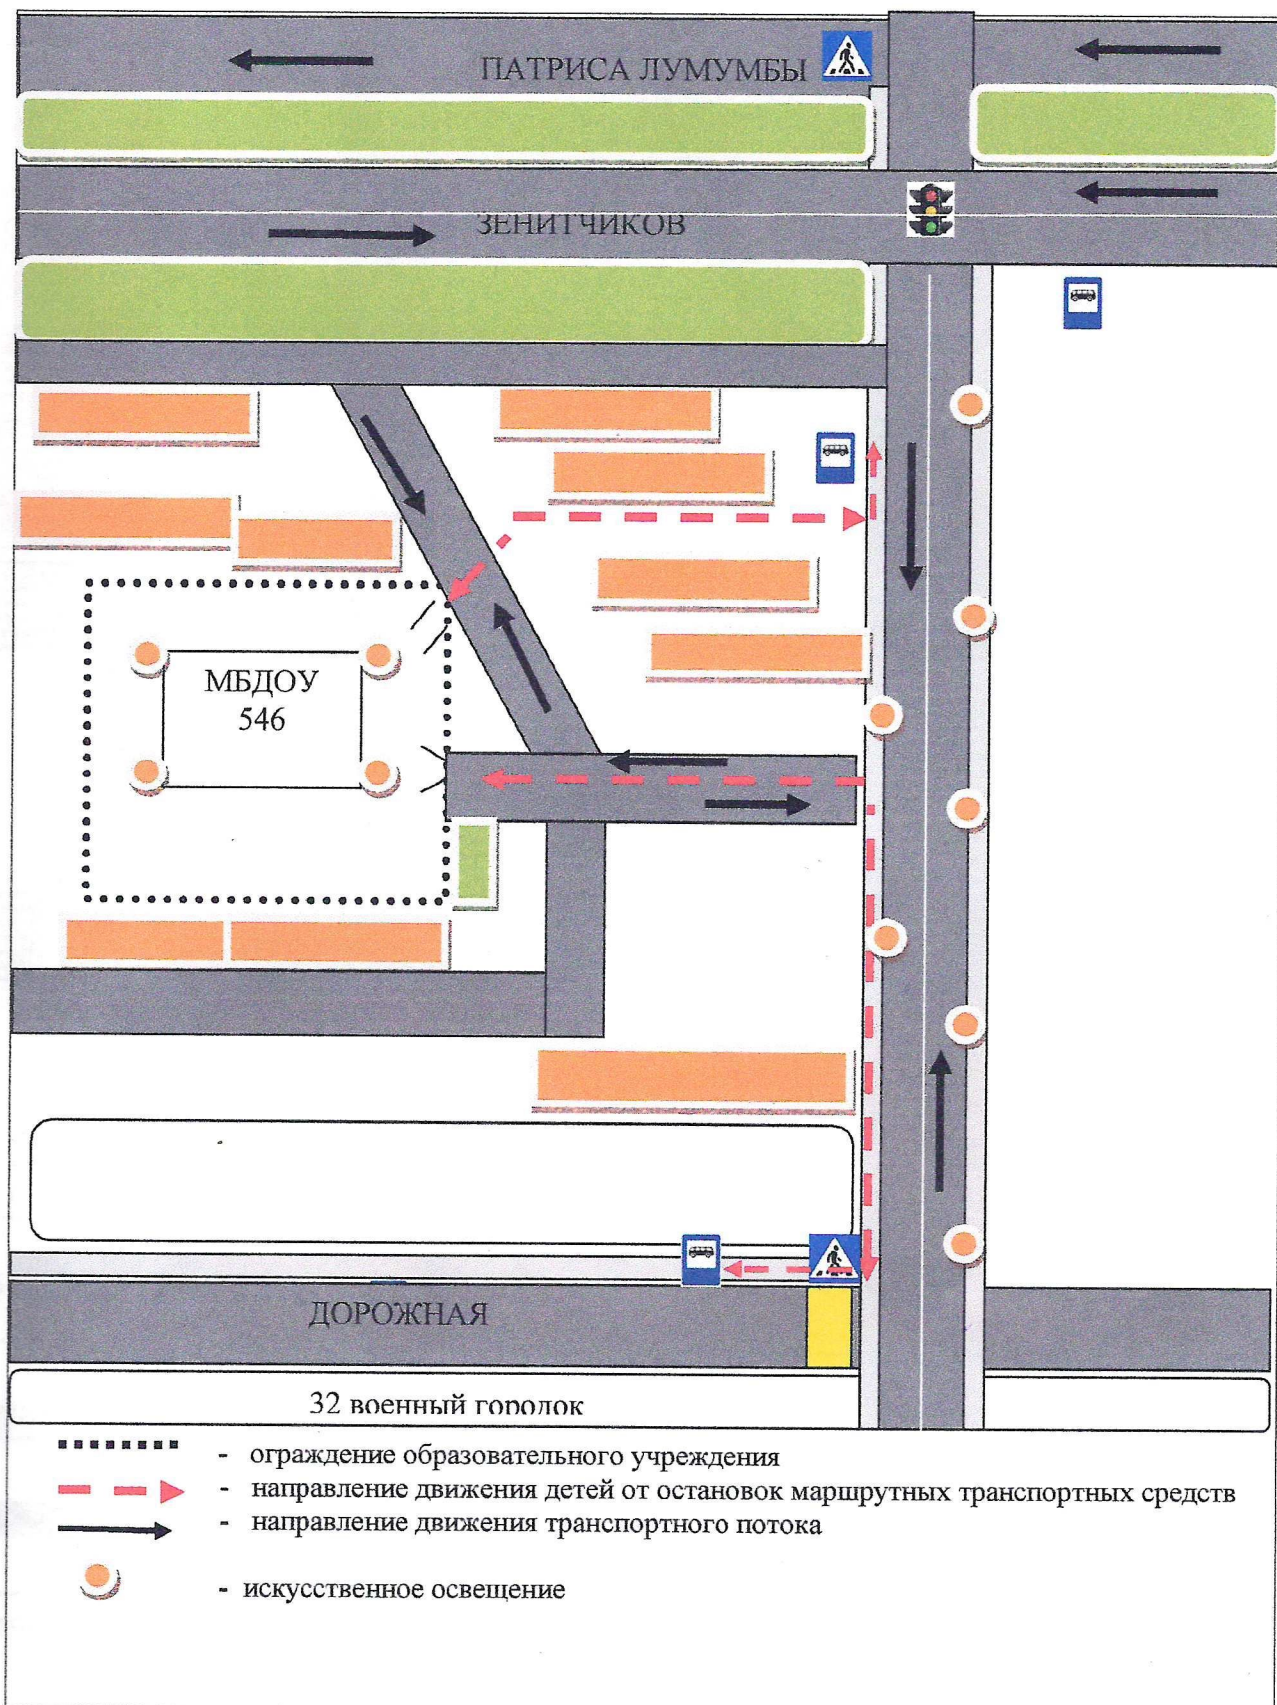 ПАТРИСА ЛУМУМБЫ
ЗЕНИТЧИКОВ
МБДОУ
546
ДОРОЖНАЯ
32 военный городок
- ограждение образовательного учреждения
- направление движения детей от остановок маршрутных транспортных средств
- направление движения транспортного потока
- искусственное освещение